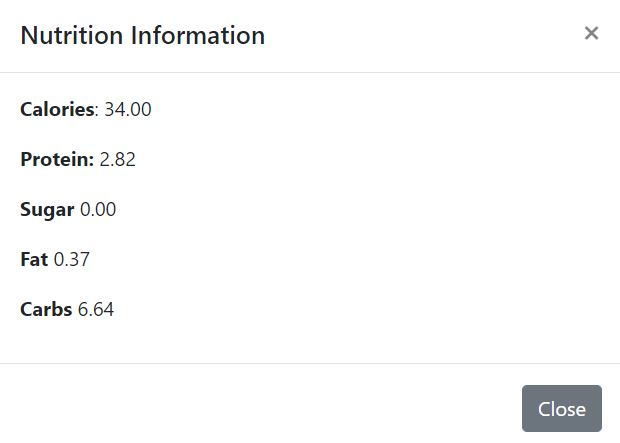 Nutrition Information ×
Calories: 34.00
Protein: 2.82
Sugar 0.00
Fat 0.37
Carbs 6.64
Close